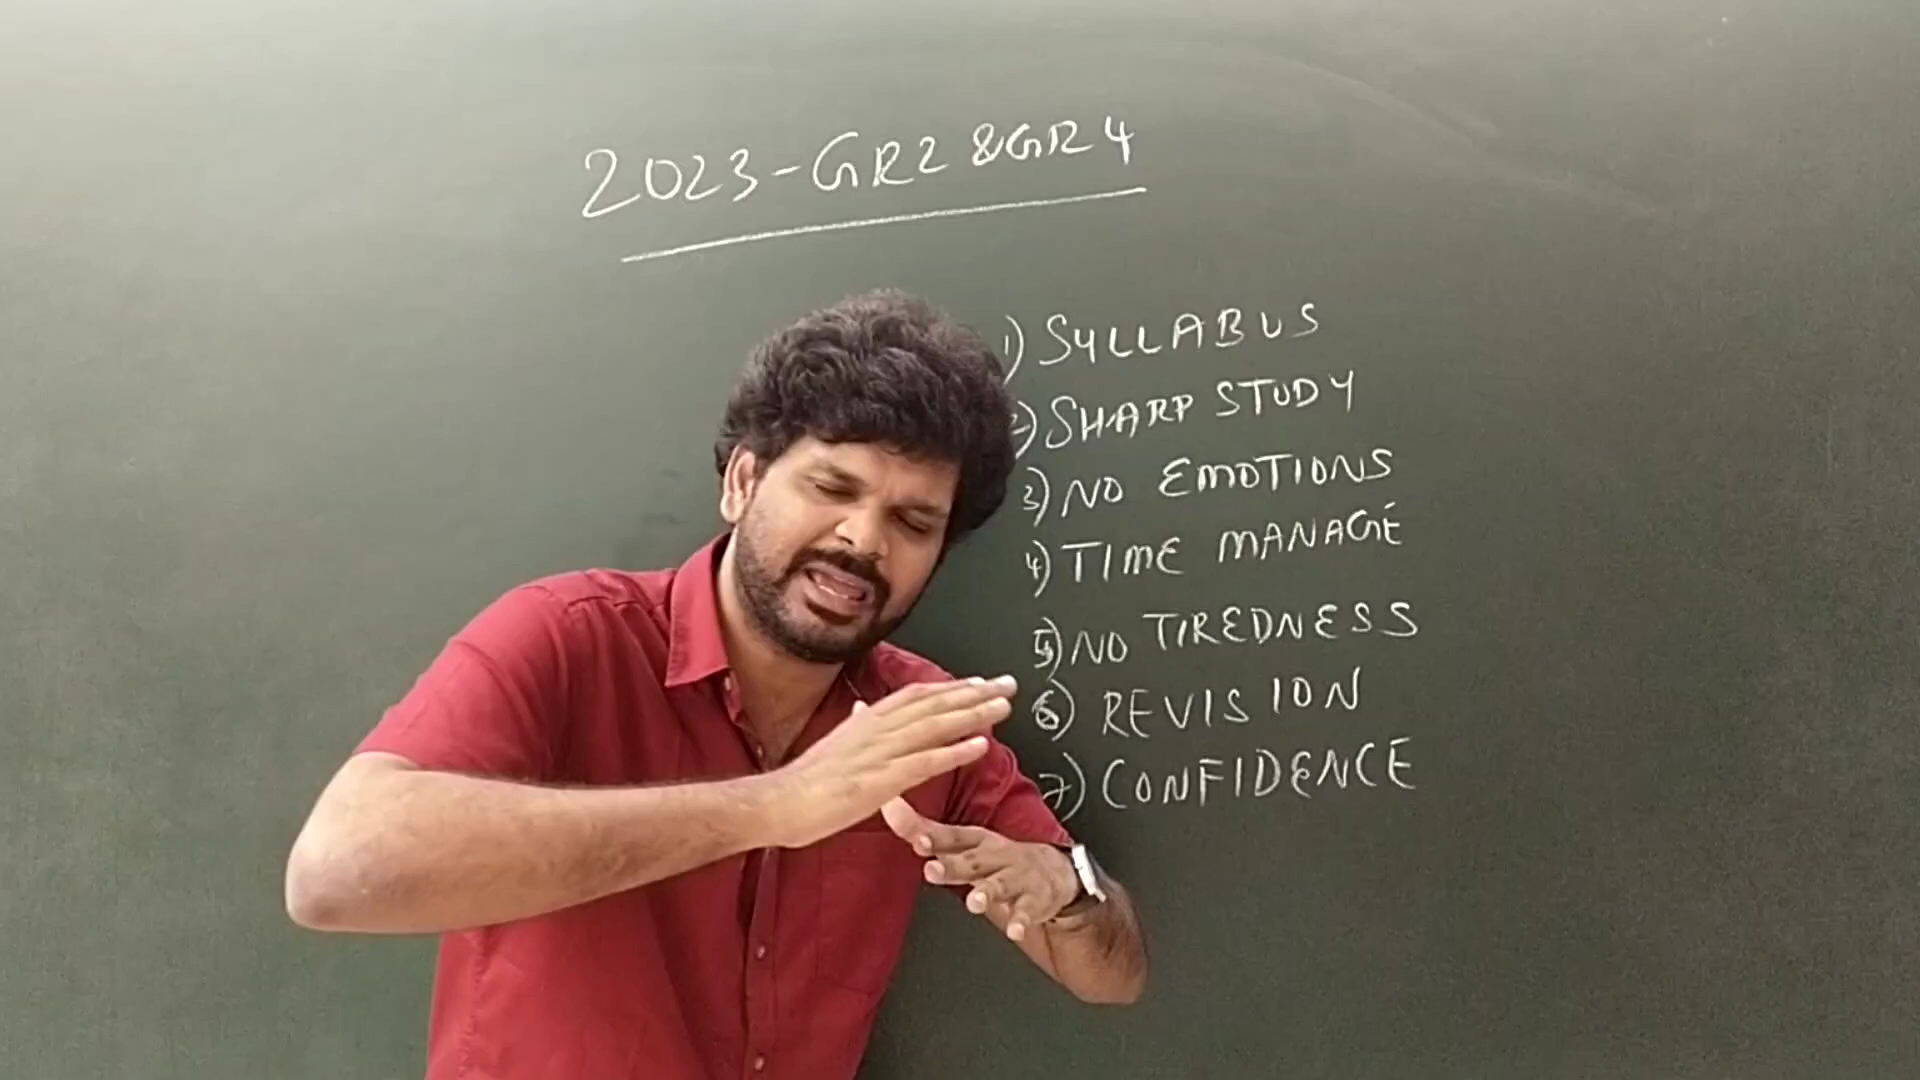 2023-GR2 & GR4
1) SYLLABUS
2) SHARP STUDY
3) NO EMOTIONS
4) TIME MANAGE
5) NO TIREDNESS
6) REVISION
7) CONFIDENCE